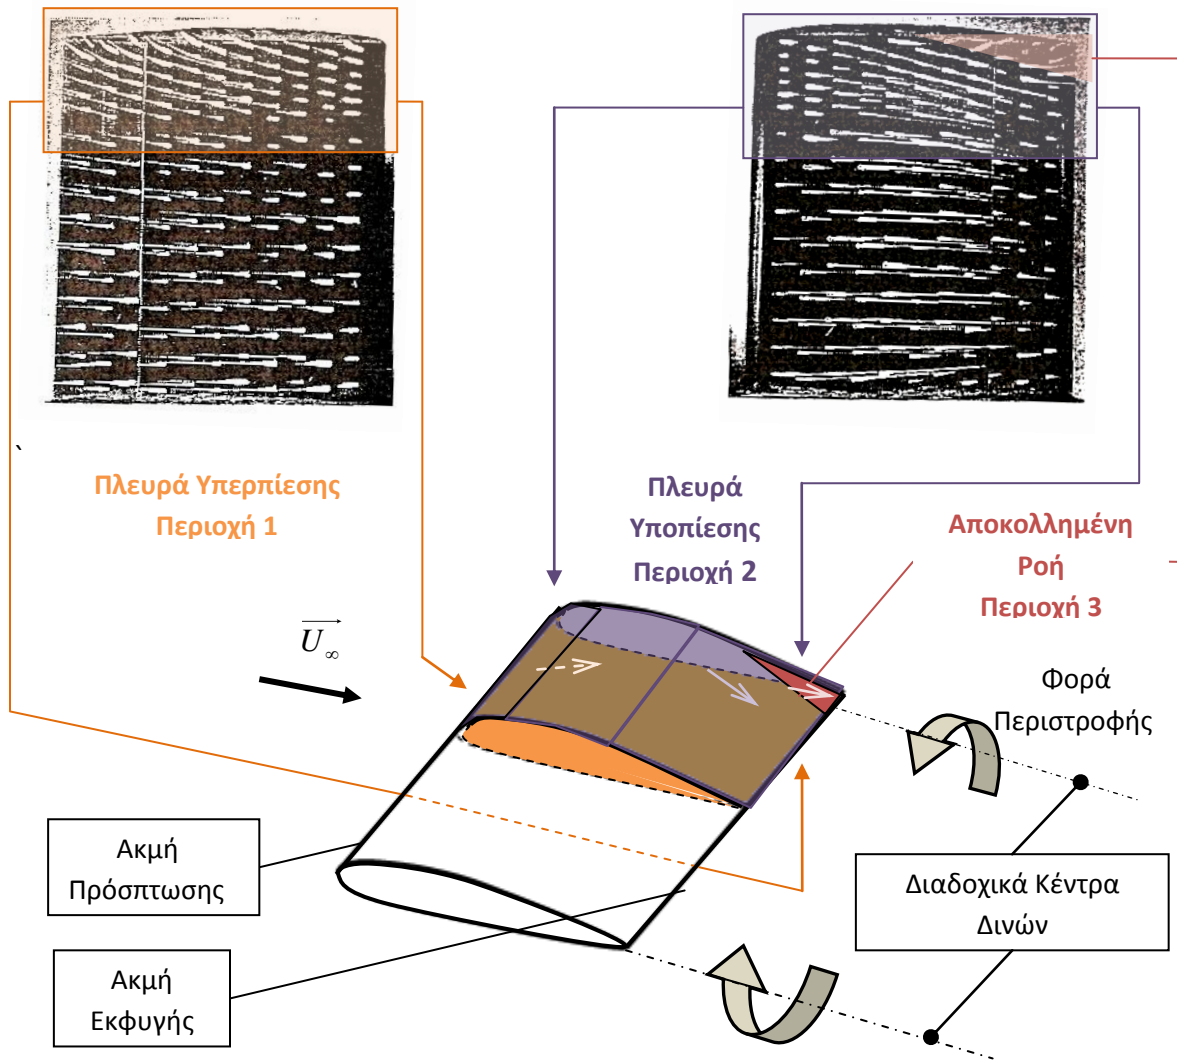 `
Πλευρά Υπερπίεσης
Περιοχή 1
Πλευρά
Υποπίεσης
Περιοχή 2
Αποκολλημένη
Ροή
Περιοχή 3
U∞
Φορά
Περιστροφής
Ακμή
Πρόσπτωσης
Διαδοχικά Κέντρα
Δινών
Ακμή
Εκφυγής